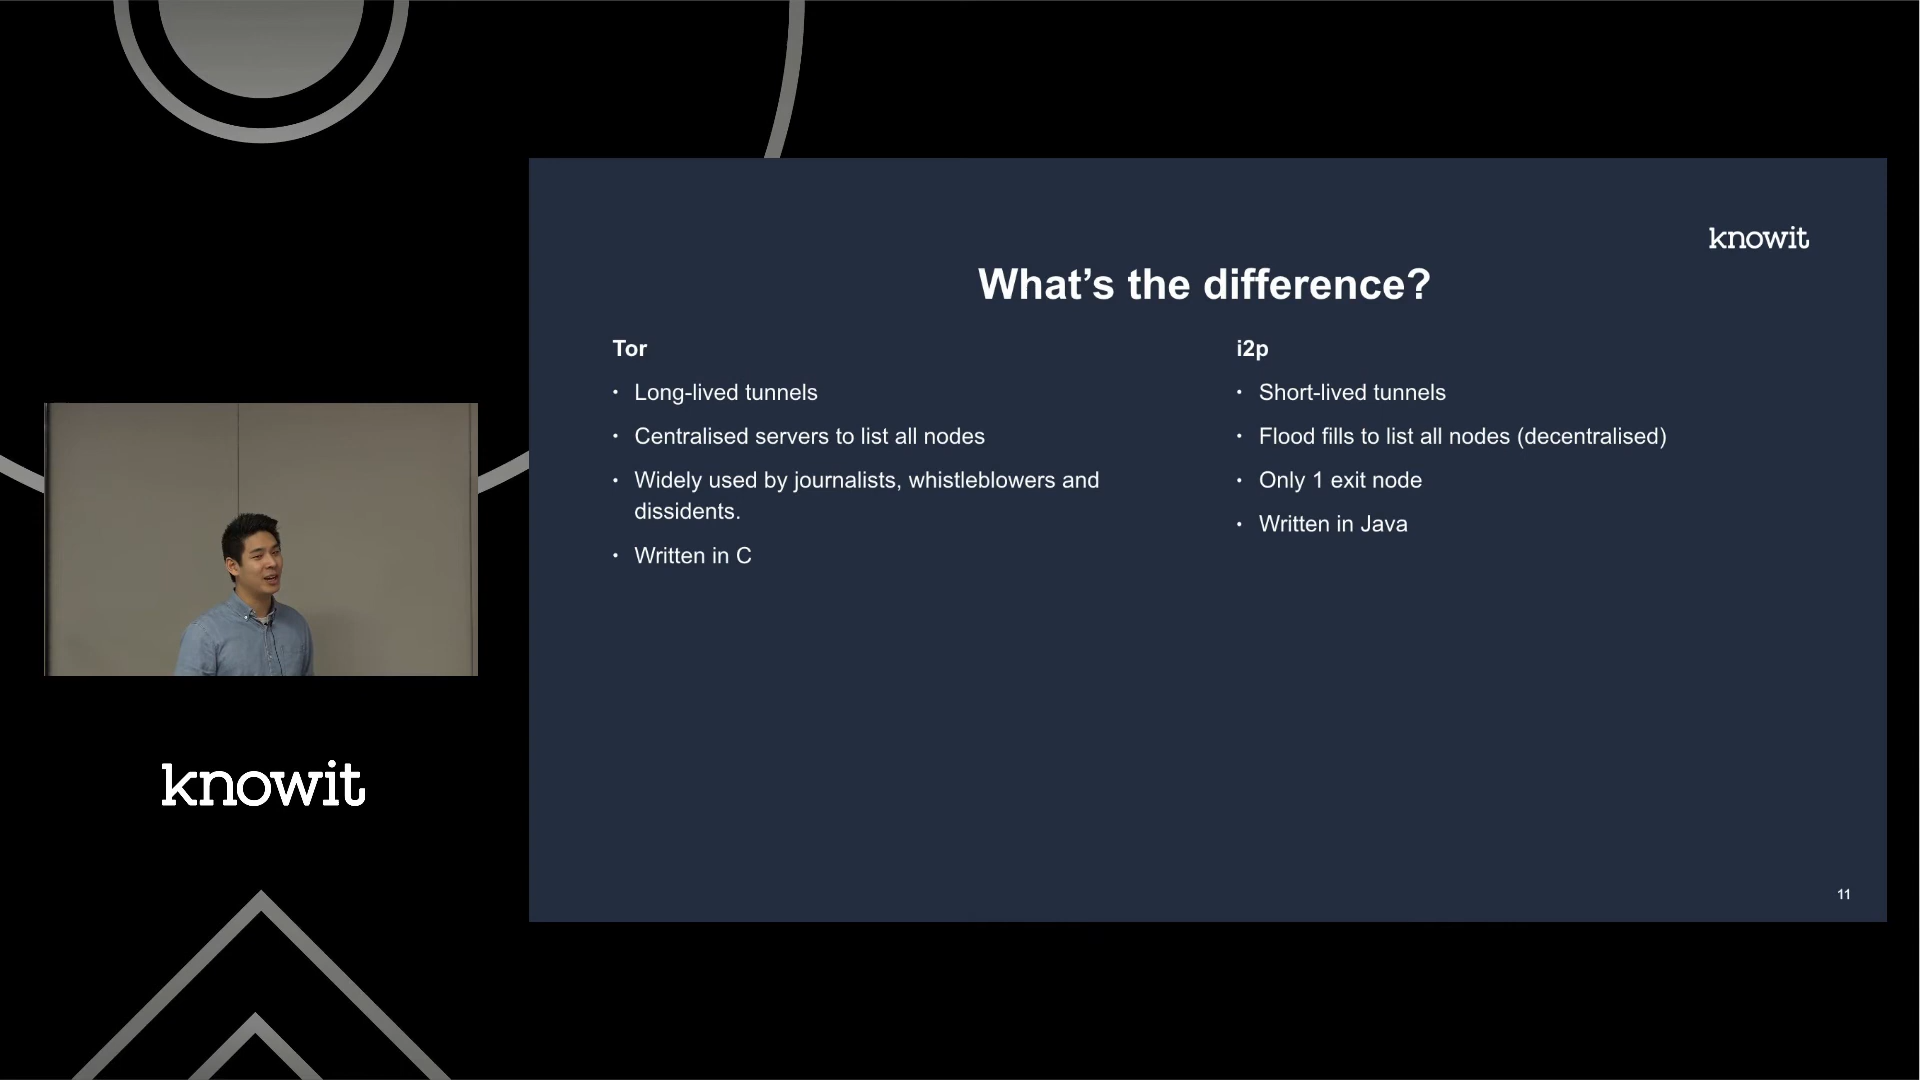 knowit
What’s the difference?
Tor
• Long-lived tunnels
• Centralised servers to list all nodes
• Widely used by journalists, whistleblowers and
dissidents.
• Written in C
i2p
• Short-lived tunnels
• Flood fills to list all nodes (decentralised)
• Only 1 exit node
• Written in Java
11
knowit